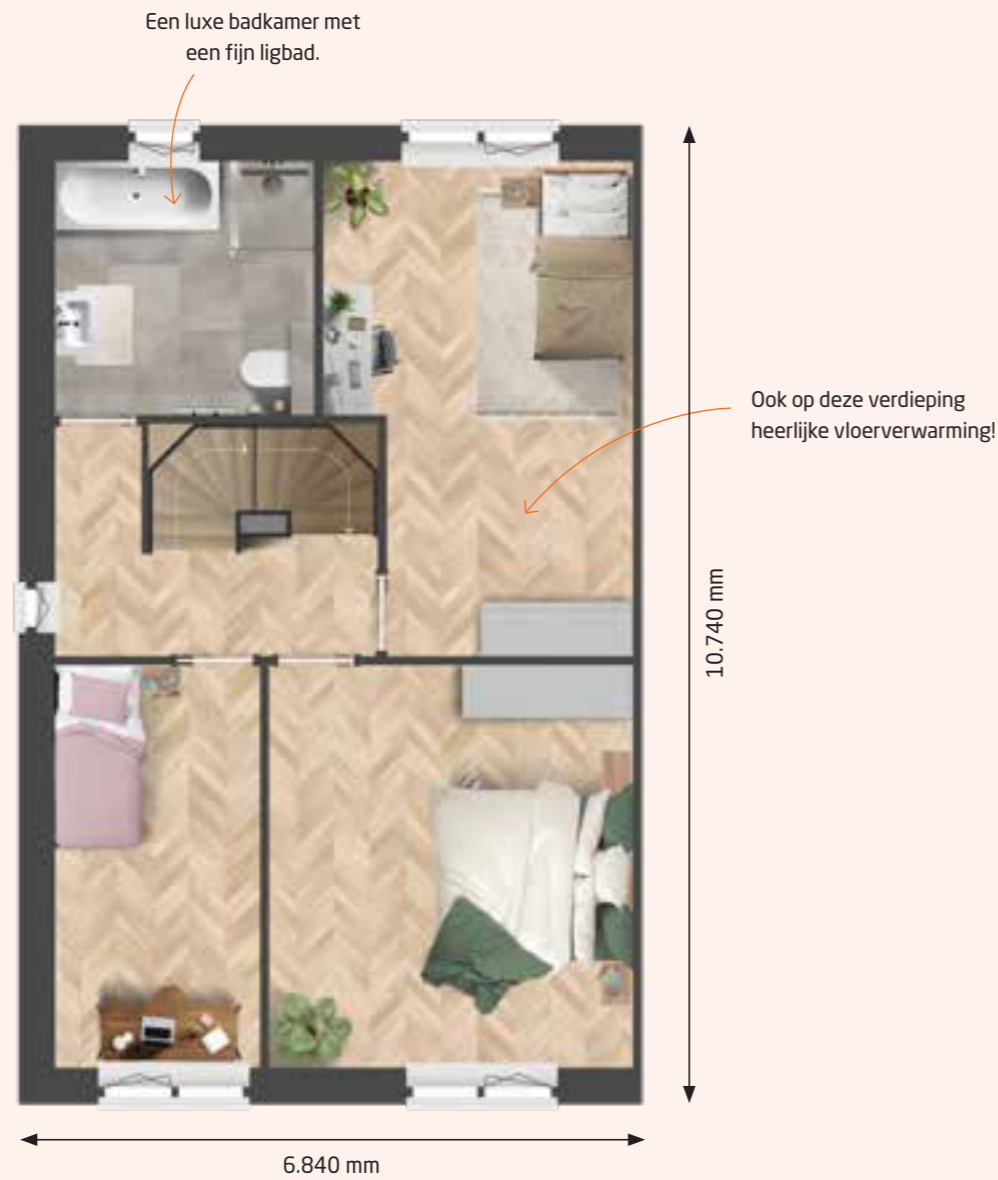 Een luxe badkamer met
een fijn ligbad.
Ook op deze verdieping
heerlijke vloerverwarming!
10.740 mm
6.840 mm